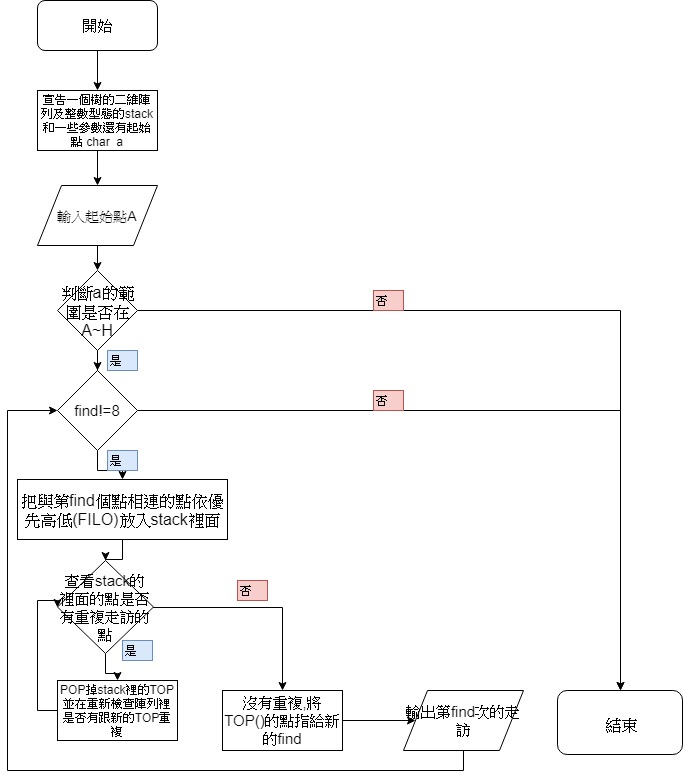 開始
宣告一個樹的二維陣
列及整數型態的stack
和一些參數還有起始
點 char a
輸入起始點A
判斷a的範
圍是否在
A~H
否
是
find!=8
否
是
把與第find個點相連的點依優
先高低(FILO)放入stack裡面
查看stack的
裡面的點是否
有重複走訪的
點
否
是
POP掉stack裡的TOP
並在重新檢查陣列裡
是否有跟新的TOP重
複
沒有重複,將
TOP()的點指給新
的find
輸出第find次的走
訪
結束